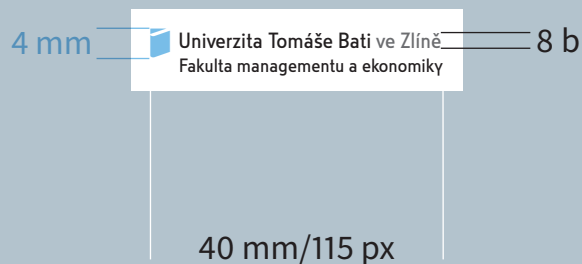 4 mm
Univerzita Tomáše Bati ve Zlíně
8 b
Fakulta managementu a ekonomiky
40 mm/115 px